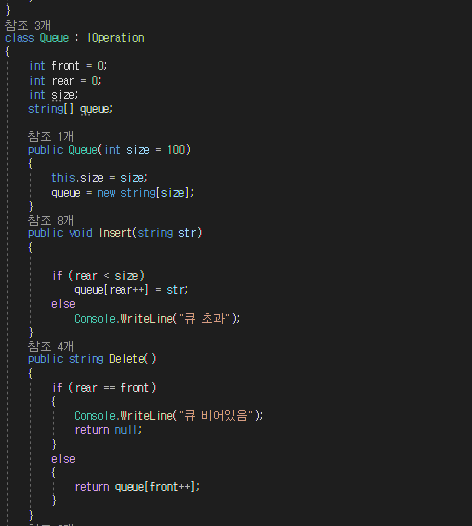 }
참조 3개
class Queue : IOperation
{
int front = 0;
int rear = 0;
int size;
string[] queue;
참조 1개
public Queue(int size = 100)
{
this.size = size;
queue = new string[size];
}
참조 8개
public void Insert(string str)
{
if (rear < size)
queue[rear++] = str;
else
Console.WriteLine("큐 초과");
}
참조 4개
public string Delete()
{
if (rear == front)
{
Console.WriteLine("큐 비어있음");
return null;
}
else
{
return queue[front++];
}
}